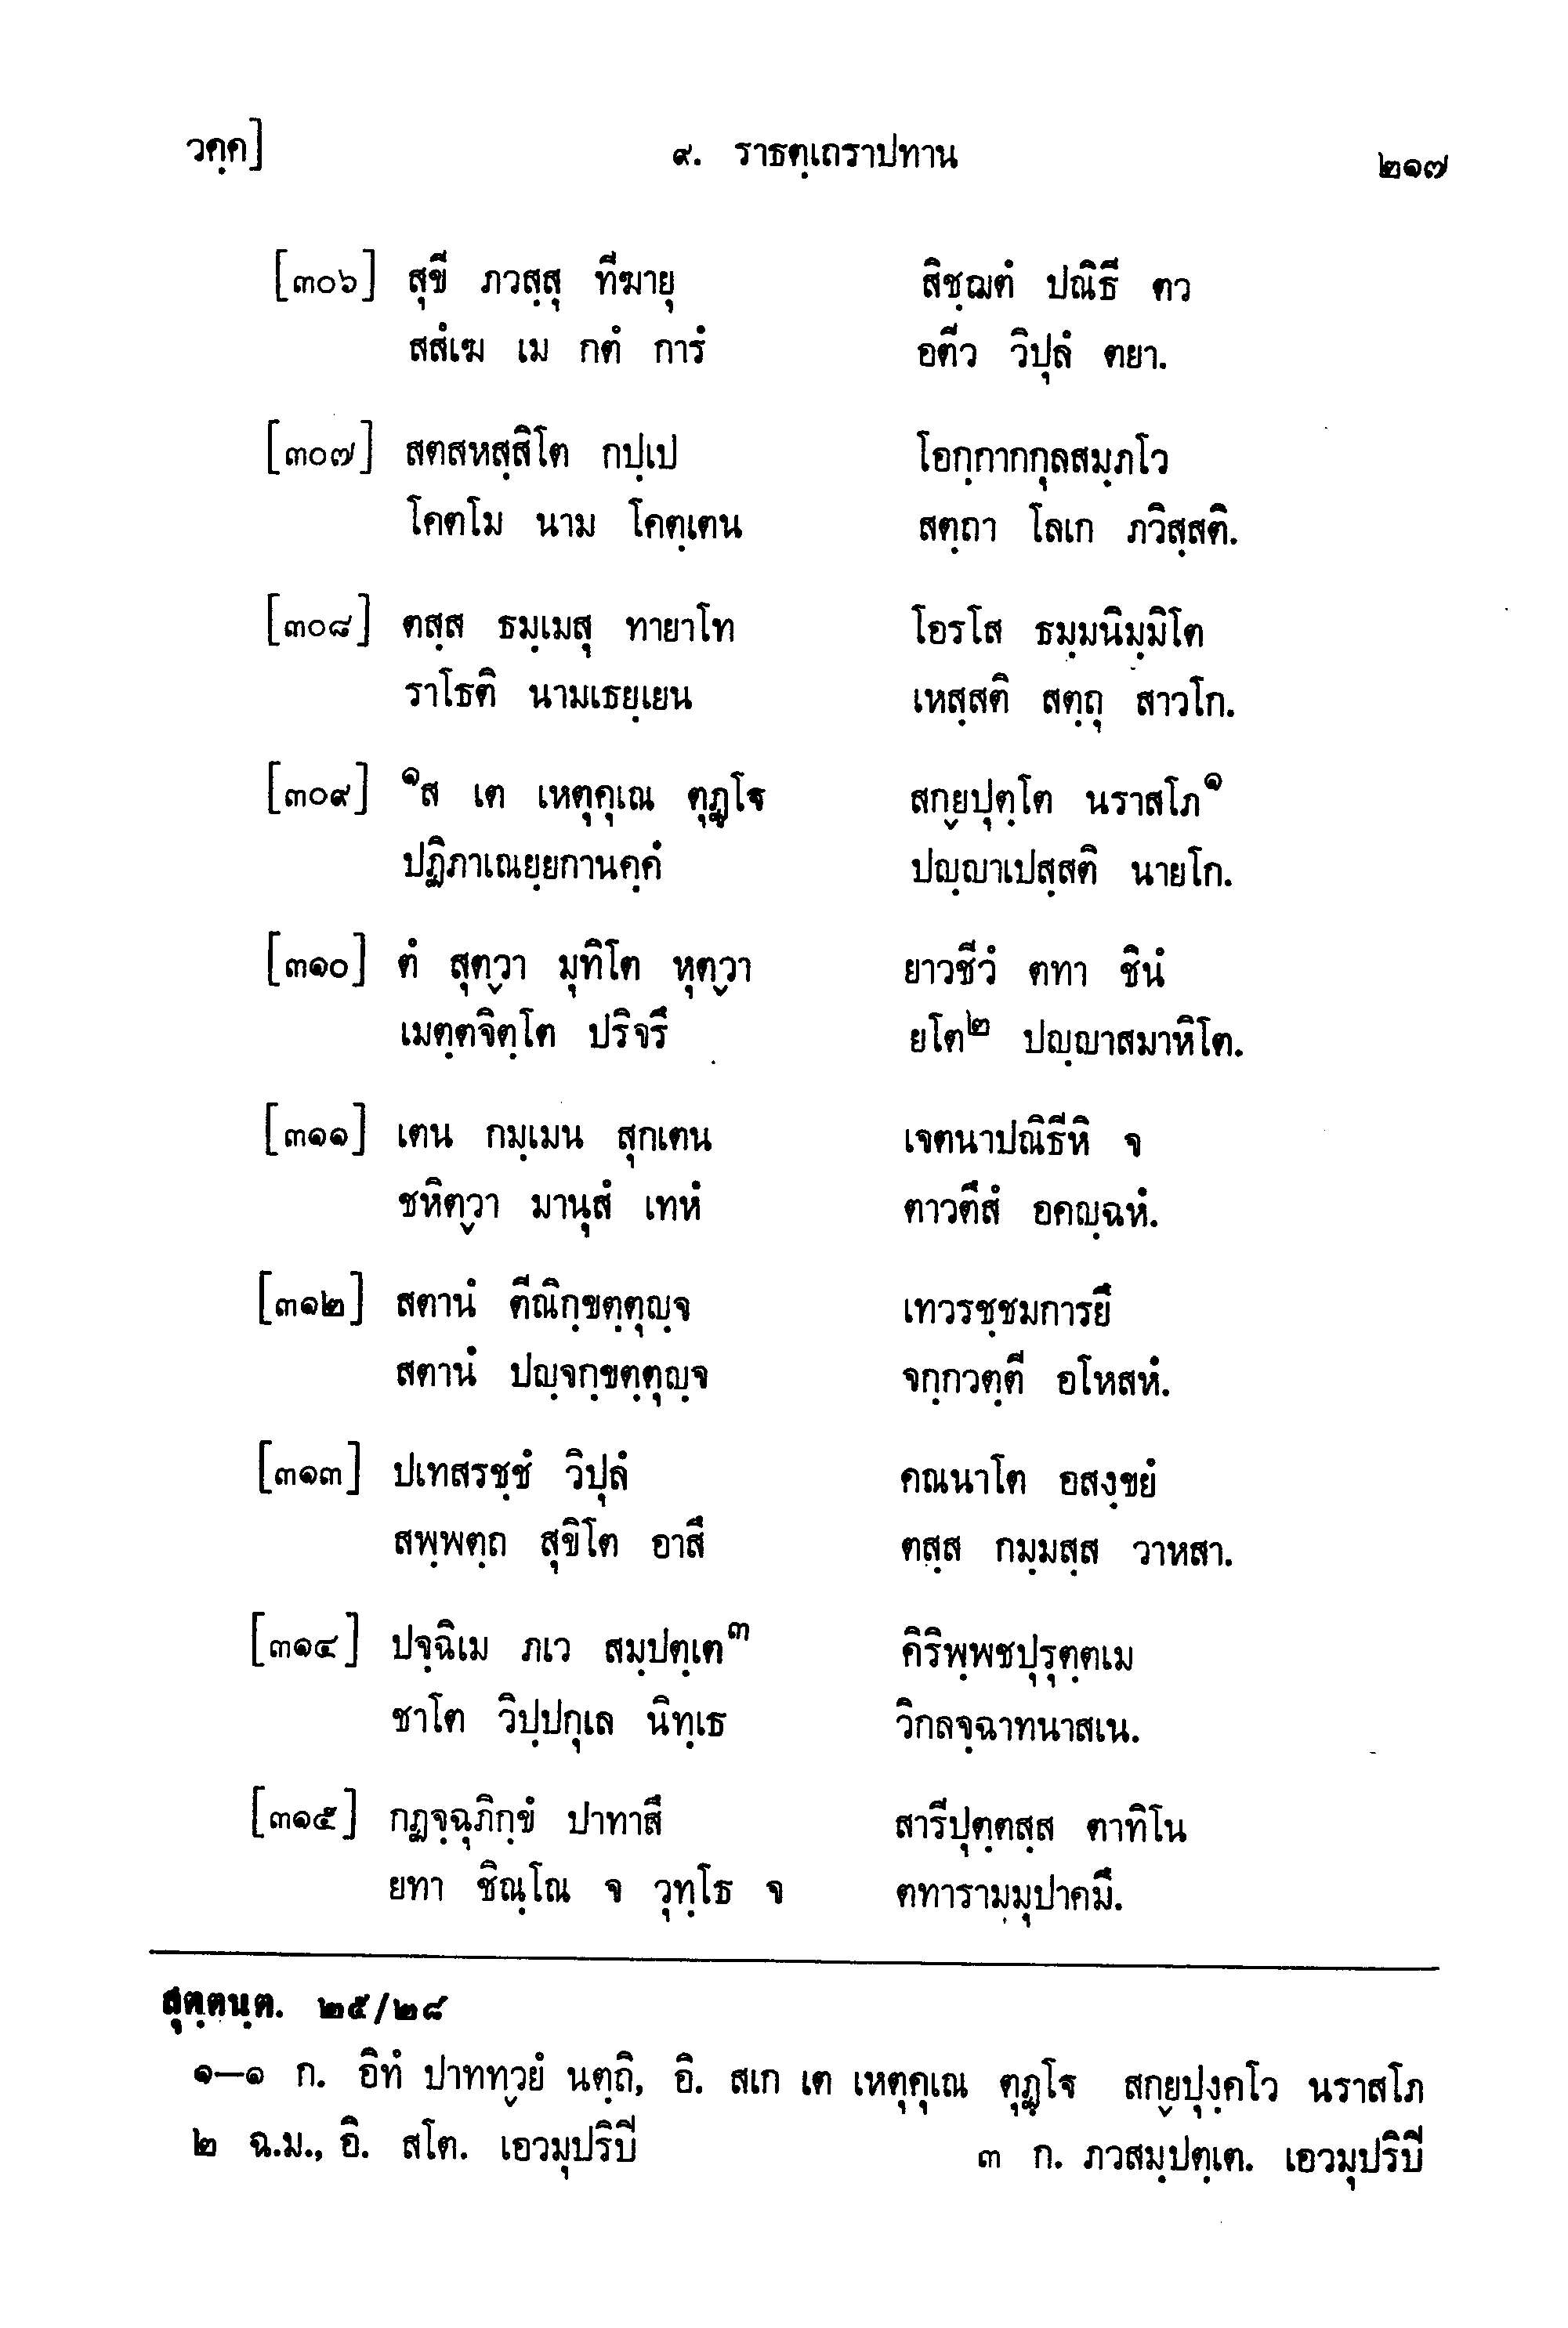 วคฺค] ๙. ราธตฺเถราปทาน ๒๑๗
[๓๐๖] สุขี ภวสฺสุ ทีฆายุ สิชฺฌตํ ปณิธี ตว
สสํเฆ เม กตํ การํ อตีว วิปุลํ ตยา.
[๓๐๗] สตสหสฺสิโต กปฺเป โอกฺกากกุลสมฺภโว
โคตโม นาม โคตฺเตน สตฺถา โลเก ภวิสฺสติ.
[๓๐๘] ตสฺส ธมฺเมสุ ทายาโท โอรโส ธมฺมนิมฺมิโต
ราโธติ นามเธยฺเยน เหสฺสติ สตฺถุ สาวโก.
[๓๐๙] ๑ส เต เหตุคุเณ ตุฏฺโฐ สกฺยปุตฺโต นราสโภ๑
ปฏิภาเณยฺยกานคฺคํ ปญฺญาเปสฺสติ นายโก.
[๓๑๐] ตํ สุตฺวา มุทิโต หุตฺวา ยาวชีวํ ตทา ชินํ
เมตฺตจิตฺโต ปริจรึ ยโต๒ ปญฺญาสมาหิโต.
[๓๑๑] เตน กมฺเมน สุกเตน เจตนาปณิธีหิ จ
ชหิตฺวา มานุสํ เทหํ ตาวตึสํ อคญฺฉหํ.
[๓๑๒] สตานํ ตีณิกฺขตฺตุญฺจ เทวรชฺชมการยึ
สตานํ ปญฺจกฺขตฺตุญฺจ จกฺกวตฺตี อโหสหํ.
[๓๑๓] ปเทสรชฺชํ วิปุลํ คณนาโต อสงฺขยํ
สพฺพตฺถ สุขิโต อาสึ ตสฺส กมฺมสฺส วาหสา.
[๓๑๔] ปจฺฉิเม ภเว สมฺปตฺเต๓ คิริพฺพชปุรุตฺตเม
ชาโต วิปฺปกุเล นิทฺเธ วิกลจฺฉาทนาสเน.
[๓๑๕] กฏจฺฉุภิกฺขํ ปาทาสึ สารีปุตฺตสฺส ตาทิโน
ยทา ชิณฺโณ จ วุทฺโธ จ ตทารามฺมุปาคมึ.
สุตฺตนฺต. ๒๕/๒๘
๑–๑ ก. อิทํ ปาททฺวยํ นตฺถิ, อิ. สเก เต เหตุคุเณ ตุฏฺโฐ สกฺยปุงฺคโว นราสโภ
๒ ฉ.ม., อิ. สโต. เอวมุปริปี ๓ ก. ภวสมฺปตฺเต. เอวมุปริปี